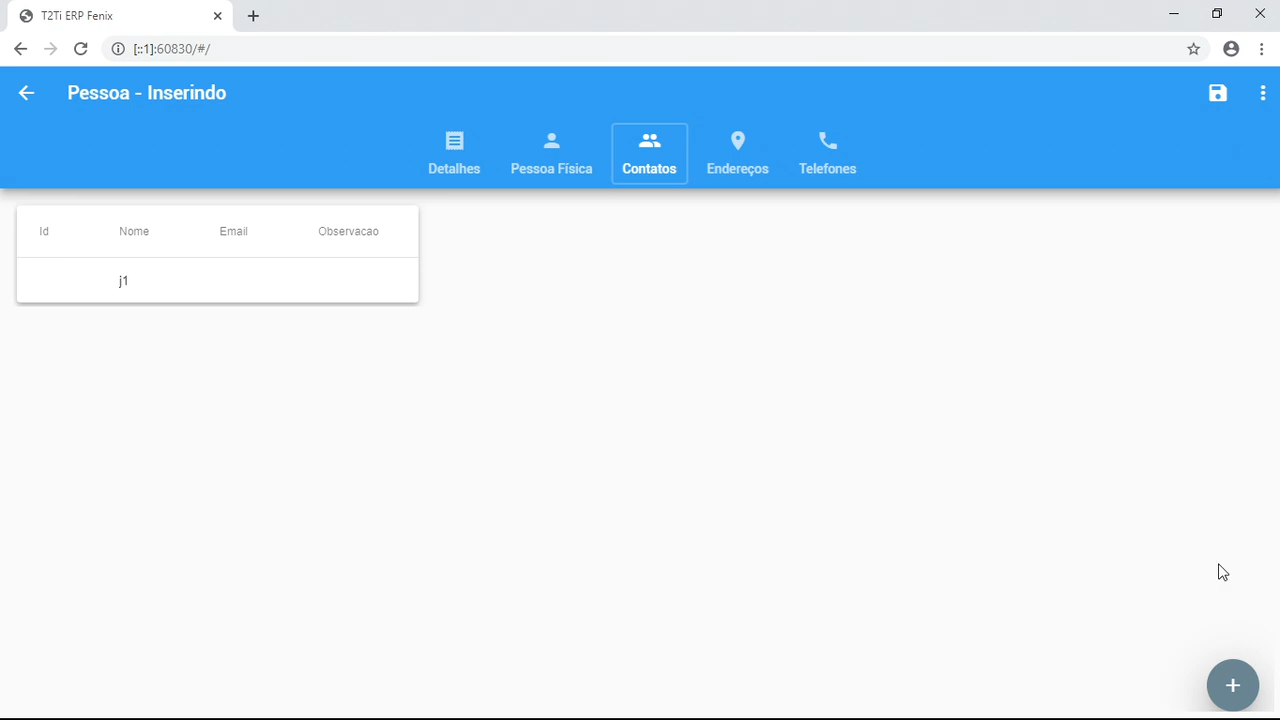 T2Ti ERP Fenix
[::1]:60830/#/
Pessoa - Inserindo
Detalhes
Pessoa Física
Contatos
Endereços
Telefones
Id Nome Email Observacao
j1